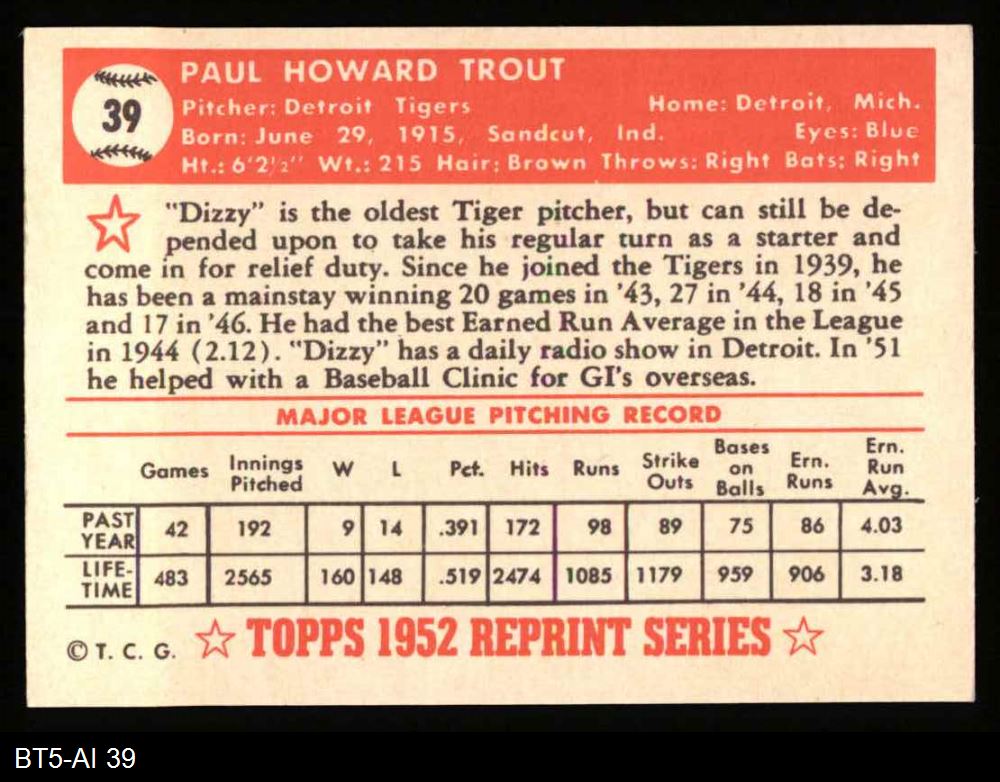 39
PAUL HOWARD TROUT
Pitcher: Detroit Tigers Home: Detroit, Mich.
Born: June 29, 1915, Sandcut, Ind. Eyes: Blue
Ht.: 6'2½" Wt.: 215 Hair: Brown Throws: Right Bats: Right
"Dizzy" is the oldest Tiger pitcher, but can still be de-
pended upon to take his regular turn as a starter and
come in for relief duty. Since he joined the Tigers in 1939, he
has been a mainstay winning 20 games in '43, 27 in '44, 18 in '45
and 17 in '46. He had the best Earned Run Average in the League
in 1944 (2.12). "Dizzy" has a daily radio show in Detroit. In '51
he helped with a Baseball Clinic for GI's overseas.
MAJOR LEAGUE PITCHING RECORD
Games Innings Pitched W L Pct. Hits Runs Strike Outs Bases on Balls Ern. Runs Ern. Run Avg.
PAST YEAR 42 192 9 14 .391 172 98 89 75 86 4.03
LIFE-TIME 483 2565 160 148 .519 2474 1085 1179 959 906 3.18
© T. C. G. TOPPS 1952 REPRINT SERIES
BT5-AI 39